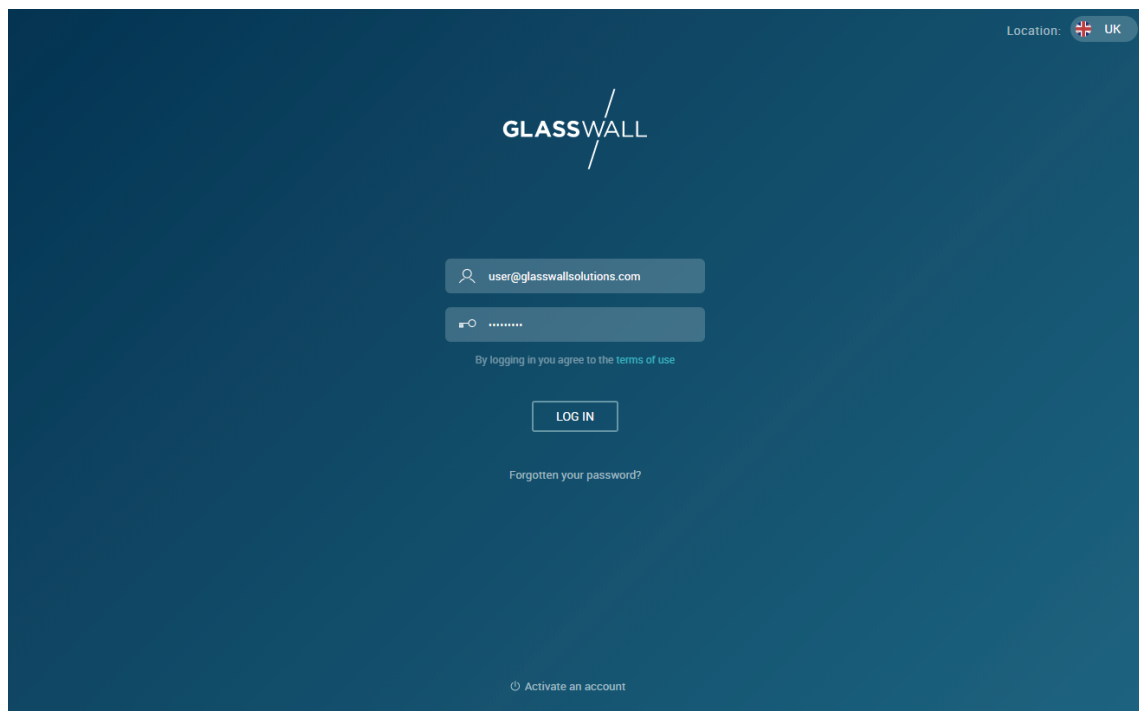 Location: UK
GLASSWALL
user@glasswallsolutions.com
•••••••••
By logging in you agree to the terms of use
LOG IN
Forgotten your password?
Activate an account